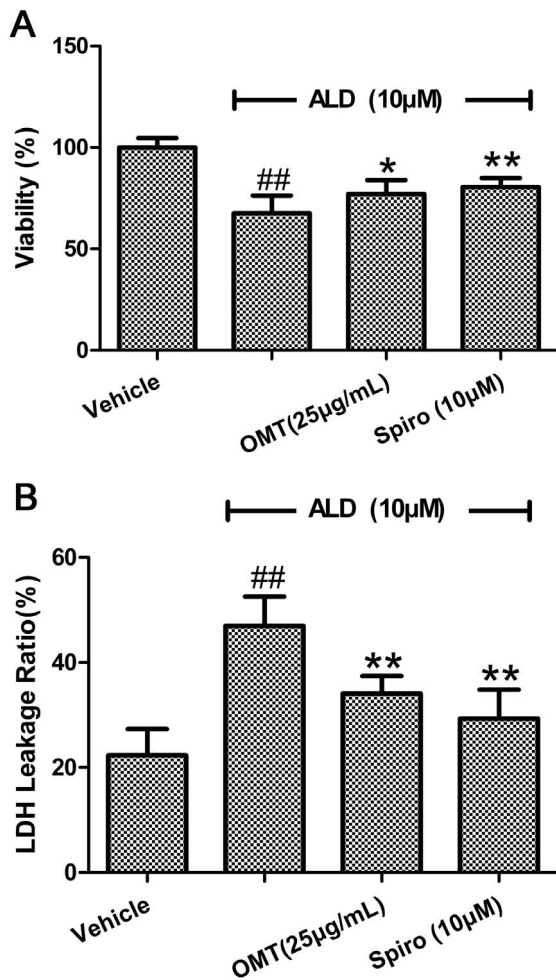 A
150
ALD (10μM)
Viability (%)
100
##
*
**
50
0
Vehicle
OMT(25μg/mL)
Spiro (10μM)
B
ALD (10μM)
LDH Leakage Ratio(%)
60
##
40
**
**
20
0
Vehicle
OMT(25μg/mL)
Spiro (10μM)